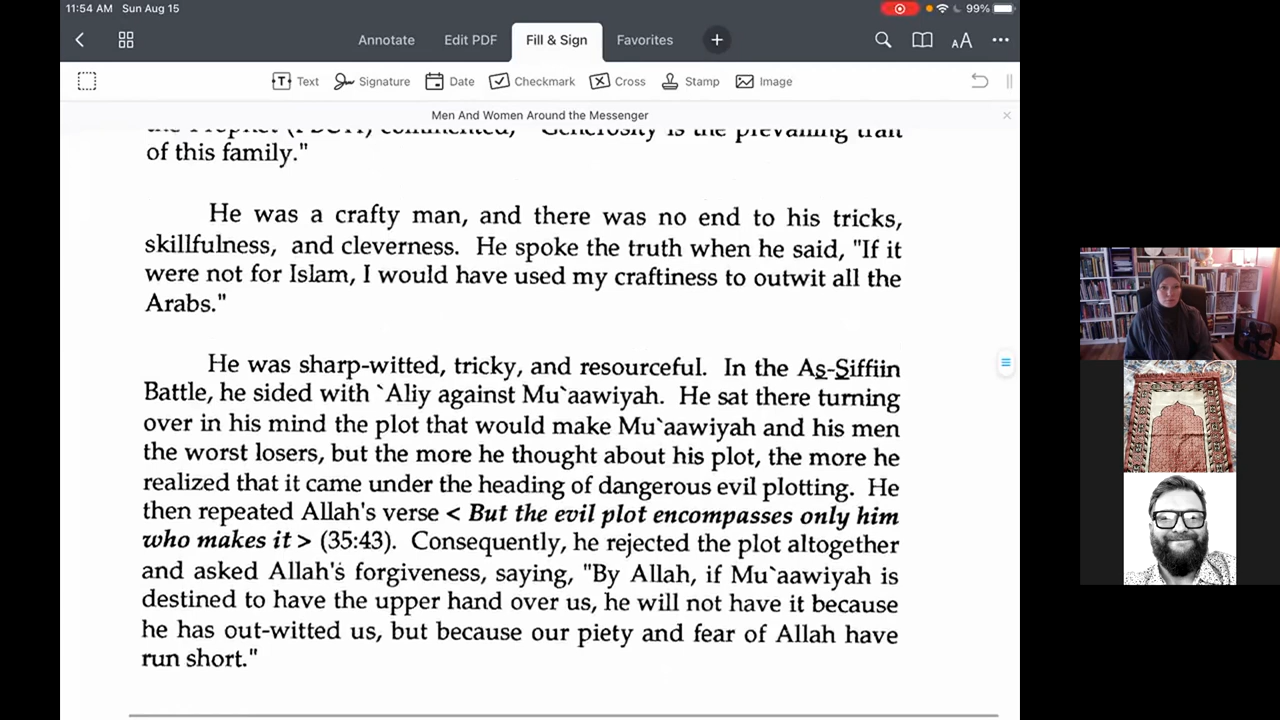 11:54 AM Sun Aug 15
99%
Annotate Edit PDF Fill & Sign Favorites
AA
Text Signature Date Checkmark Cross Stamp Image
Men And Women Around the Messenger
the Prophet (PBUH) commented, "Generosity is the prevailing trait
of this family."
He was a crafty man, and there was no end to his tricks,
skillfulness, and cleverness. He spoke the truth when he said, "If it
were not for Islam, I would have used my craftiness to outwit all the
Arabs."
He was sharp-witted, tricky, and resourceful. In the As-Siffiin
Battle, he sided with `Aliy against Mu`aawiyah. He sat there turning
over in his mind the plot that would make Mu`aawiyah and his men
the worst losers, but the more he thought about his plot, the more he
realized that it came under the heading of dangerous evil plotting. He
then repeated Allah's verse < But the evil plot encompasses only him
who makes it > (35:43). Consequently, he rejected the plot altogether
and asked Allah's forgiveness, saying, "By Allah, if Mu`aawiyah is
destined to have the upper hand over us, he will not have it because
he has out-witted us, but because our piety and fear of Allah have
run short."